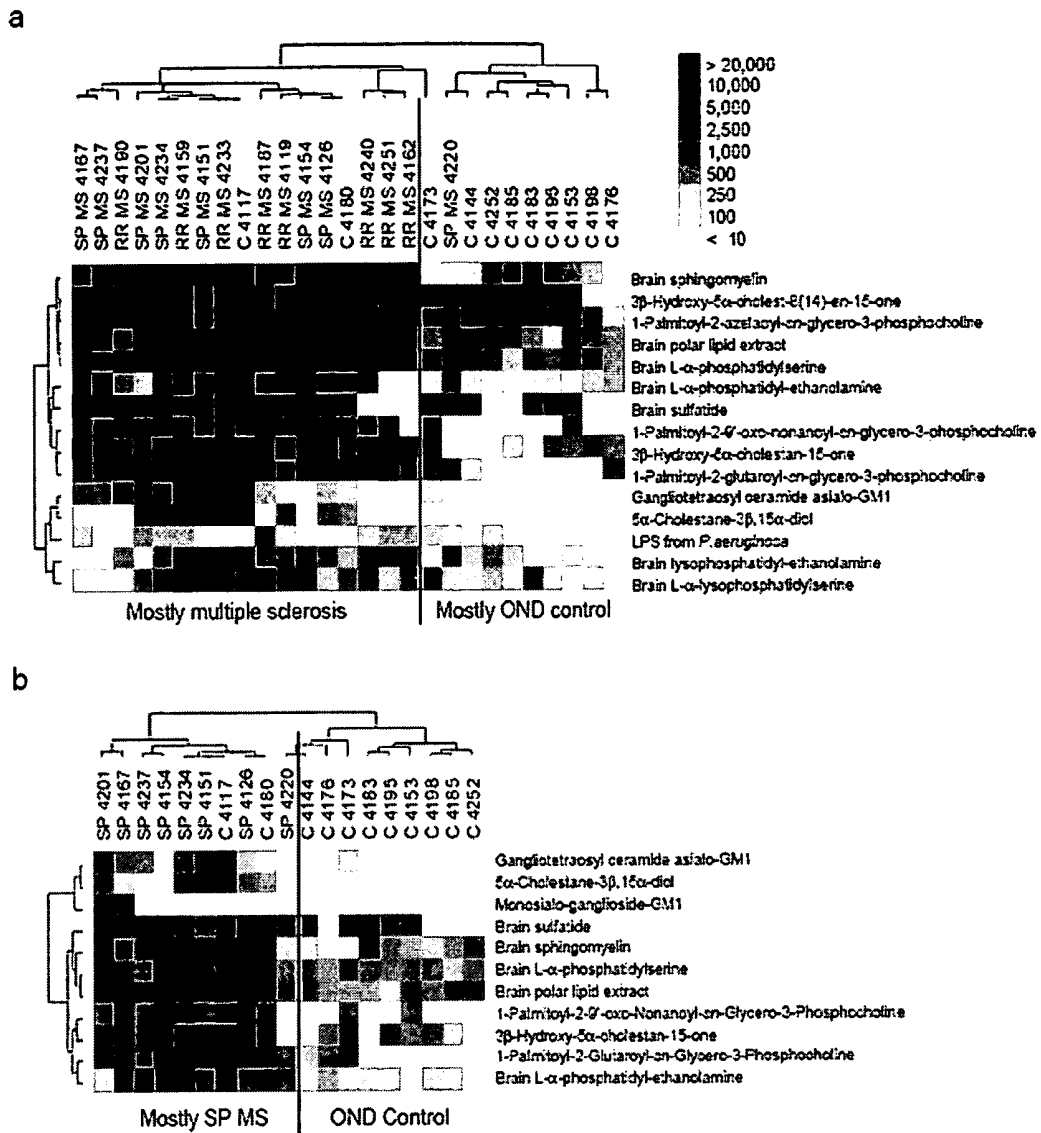 a
> 20,000
10,000
5,000
2,500
1,000
500
250
100
< 10
SP MS 4167
SP MS 4237
RR MS 4190
SP MS 4201
SP MS 4234
RR MS 4159
SP MS 4151
RR MS 4233
C 4117
RR MS 4187
RR MS 4119
SP MS 4154
SP MS 4126
C 4180
RR MS 4240
RR MS 4251
RR MS 4162
C 4173
SP MS 4220
C 4144
C 4252
C 4185
C 4183
C 4195
C 4153
C 4198
C 4176
Brain sphingomyelin
3β-Hydroxy-5α-cholest-8(14)-en-15-one
1-Palmitoyl-2-azelaoyl-sn-glycero-3-phosphocholine
Brain polar lipid extract
Brain L-α-phosphatidylserine
Brain L-α-phosphatidyl-ethanolamine
Brain sulfatide
1-Palmitoyl-2-9'-oxo-nonanoyl-sn-glycero-3-phosphocholine
3β-Hydroxy-5α-cholestan-15-one
1-Palmitoyl-2-glutaroyl-sn-glycero-3-phosphocholine
Gangliotetraosyl ceramide asialo-GM1
5α-Cholestane-3β,15α-diol
LPS from P.aeruginosa
Brain lysophosphatidyl-ethanolamine
Brain L-α-lysophosphatidylserine
Mostly multiple sclerosis
Mostly OND control
b
SP 4201
SP 4167
SP 4237
SP 4154
SP 4234
SP 4151
C 4117
SP 4126
C 4180
SP 4220
C 4144
C 4176
C 4173
C 4183
C 4195
C 4153
C 4198
C 4185
C 4252
Gangliotetraosyl ceramide asialo-GM1
5α-Cholestane-3β,15α-diol
Monosialo-ganglioside-GM1
Brain sulfatide
Brain sphingomyelin
Brain L-α-phosphatidylserine
Brain polar lipid extract
1-Palmitoyl-2-9'-oxo-Nonanoyl-sn-Glycero-3-Phosphocholine
3β-Hydroxy-5α-cholestan-15-one
1-Palmitoyl-2-Glutaroyl-sn-Glycero-3-Phosphocholine
Brain L-α-phosphatidyl-ethanolamine
Mostly SP MS
OND Control